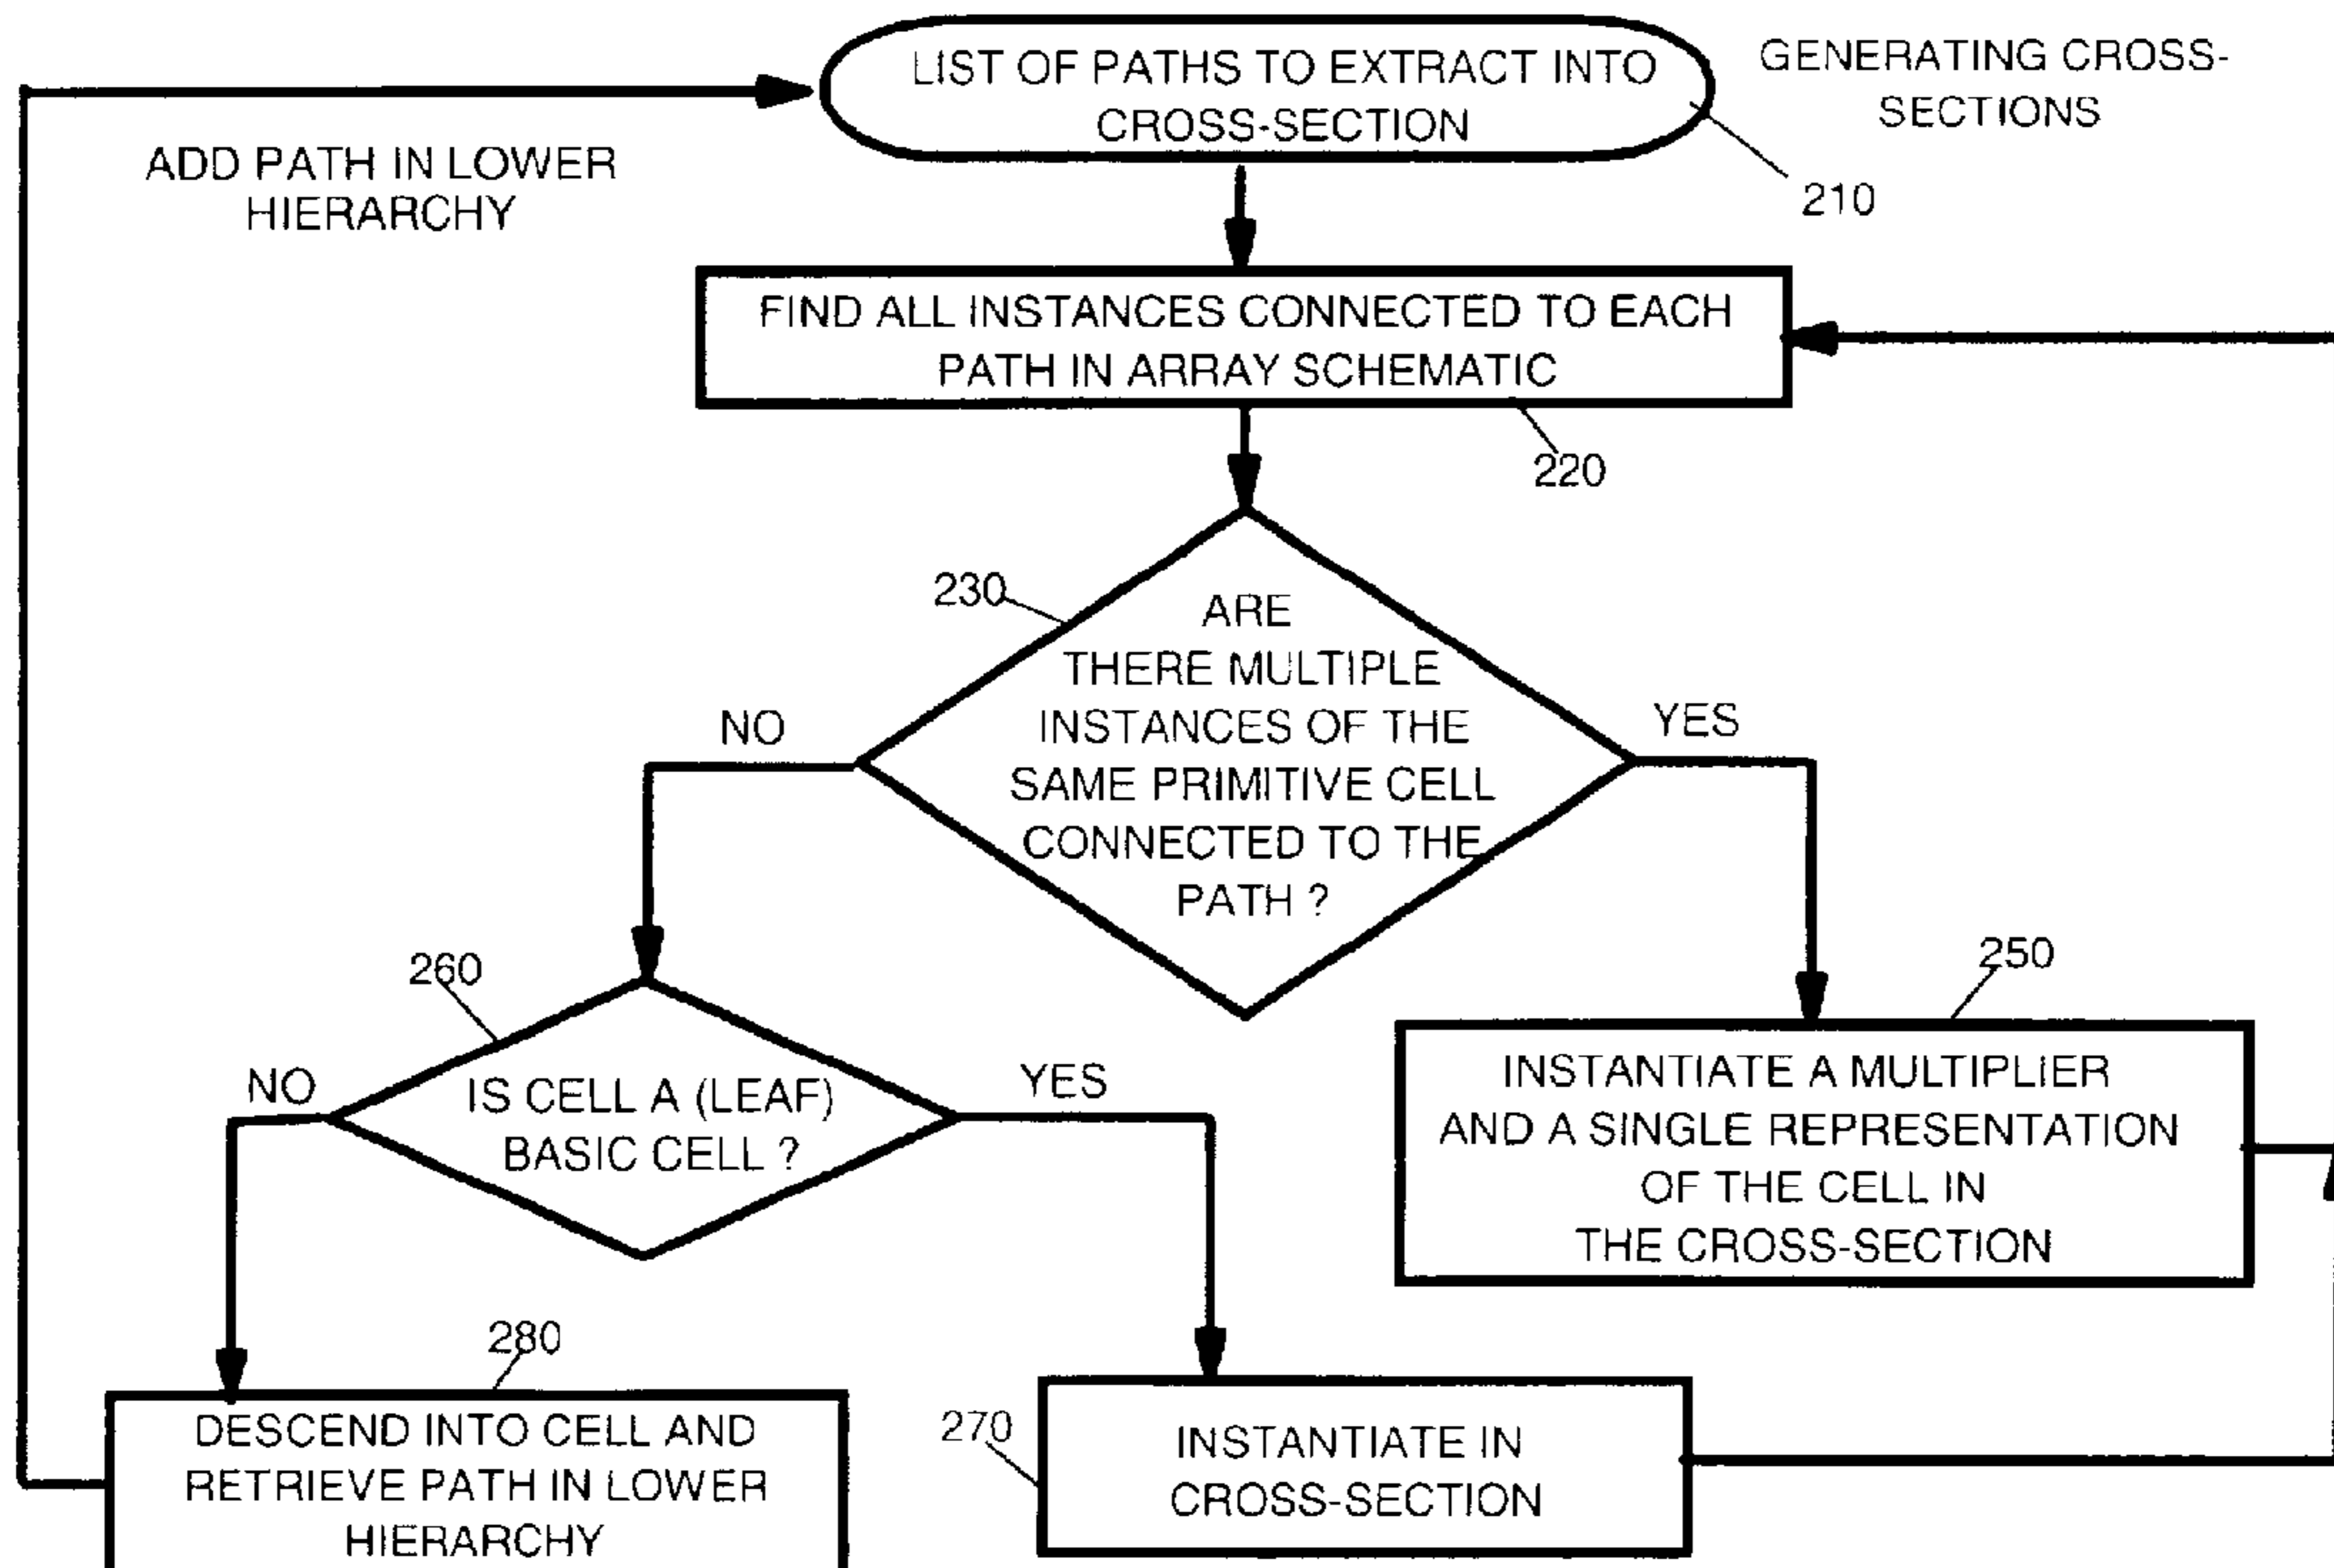 LIST OF PATHS TO EXTRACT INTO
CROSS-SECTION
GENERATING CROSS-
SECTIONS
210
ADD PATH IN LOWER
HIERARCHY
FIND ALL INSTANCES CONNECTED TO EACH
PATH IN ARRAY SCHEMATIC
220
230
ARE
THERE MULTIPLE
INSTANCES OF THE
SAME PRIMITIVE CELL
CONNECTED TO THE
PATH ?
NO
YES
260
IS CELL A (LEAF)
BASIC CELL ?
NO
YES
250
INSTANTIATE A MULTIPLIER
AND A SINGLE REPRESENTATION
OF THE CELL IN
THE CROSS-SECTION
280
DESCEND INTO CELL AND
RETRIEVE PATH IN LOWER
HIERARCHY
270
INSTANTIATE IN
CROSS-SECTION